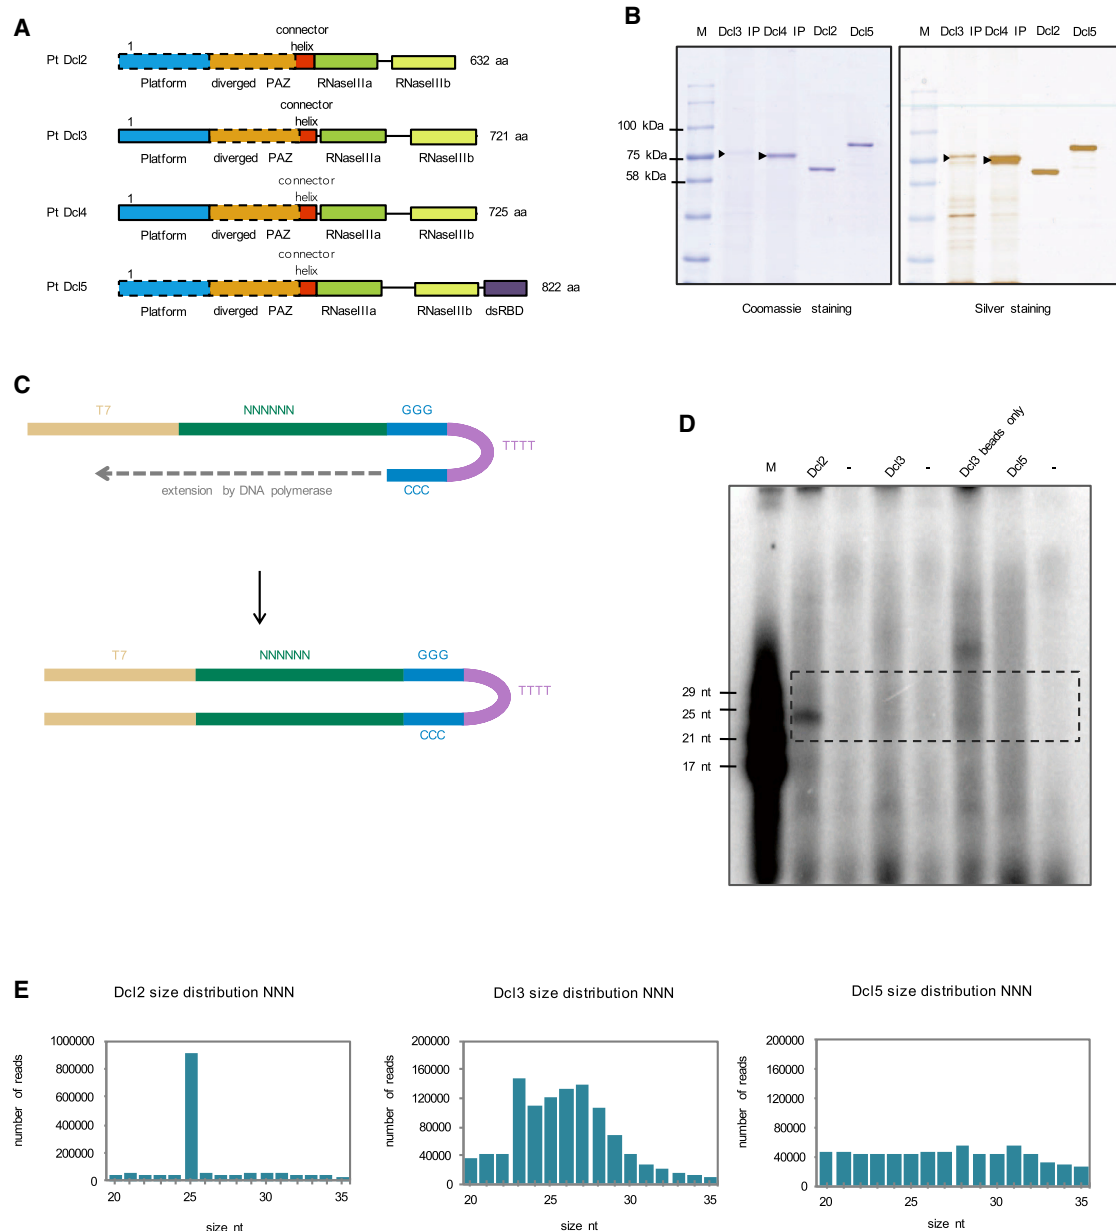 A
connector
1
helix
Pt Dcl2
632 aa
Platform
diverged PAZ
RNaseIIIa
RNaseIIIb
connector
1
helix
Pt Dcl3
721 aa
Platform
diverged PAZ
RNaseIIIa
RNaseIIIb
connector
1
helix
Pt Dcl4
725 aa
Platform
diverged PAZ
RNaseIIIa
RNaseIIIb
connector
1
helix
Pt Dcl5
822 aa
Platform
diverged PAZ
RNaseIIIa
RNaseIIIb
dsRBD
B
M Dcl3 IP Dcl4 IP Dcl2 Dcl5
M Dcl3 IP Dcl4 IP Dcl2 Dcl5
100 kDa
75 kDa
58 kDa
Coomassie staining
Silver staining
C
T7
NNNNNN
GGG
TTTT
CCC
extension by DNA polymerase
T7
NNNNNN
GGG
TTTT
CCC
D
M
Dcl2
-
Dcl3
-
Dcl3 beads only
Dcl5
-
29 nt
25 nt
21 nt
17 nt
E
Dcl2 size distribution NNN
number of reads
1000000
800000
600000
400000
200000
0
20 25 30 35
size nt
Dcl3 size distribution NNN
number of reads
200000
160000
120000
80000
40000
0
20 25 30 35
size nt
Dcl5 size distribution NNN
number of reads
200000
160000
120000
80000
40000
0
20 25 30 35
size nt